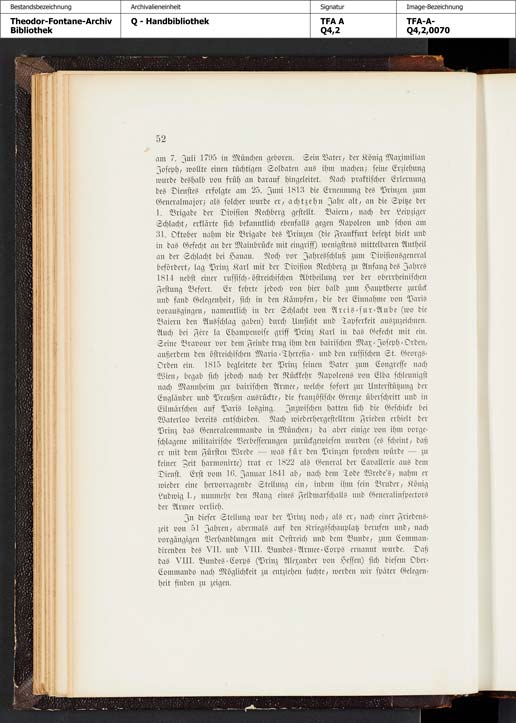 Bestandsbezeichnung
Archivalieneinheit
Signatur
Image-Bezeichnung
Theodor-Fontane-Archiv
Bibliothek
Q - Handbibliothek
TFA A
Q4,2
TFA-A-
Q4,2,0070
52
am 7. Juli 1795 in München geboren. Sein Vater, der König Maximilian
Joseph, wollte einen tüchtigen Soldaten aus ihm machen; seine Erziehung
wurde deshalb von früh an darauf hingeleitet. Nach praktischer Erlernung
des Dienstes erfolgte am 25. Juni 1813 die Ernennung des Prinzen zum
Generalmajor; als solcher wurde er, achtzehn Jahr alt, an die Spitze der
1. Brigade der Division Rechberg gestellt. Baiern, nach der Leipziger
Schlacht, erklärte sich bekanntlich ebenfalls gegen Napoleon und schon am
31. Oktober nahm die Brigade des Prinzen (die Frankfurt besetzt hielt und
in das Gefecht an der Mainbrücke mit eingriff) wenigstens mittelbaren Antheil
an der Schlacht bei Hanau. Noch vor Jahresschluß zum Divisionsgeneral
befördert, lag Prinz Karl mit der Division Rechberg zu Anfang des Jahres
1814 nebst einer russisch-östreichischen Abtheilung vor der oberrheinischen
Festung Befort. Er kehrte jedoch von hier bald zum Hauptheere zurück
und fand Gelegenheit, sich in den Kämpfen, die der Einnahme von Paris
vorausgingen, namentlich in der Schlacht von Arcis-sur-Aube (wo die
Baiern den Ausschlag gaben) durch Umsicht und Tapferkeit auszuzeichnen.
Auch bei Fère la Champenoise griff Prinz Karl in das Gefecht mit ein.
Seine Bravour vor dem Feinde trug ihm den bairischen Max-Joseph-Orden,
außerdem den östreichischen Maria-Theresia- und den russischen St. Georgs-
Orden ein. 1815 begleitete der Prinz seinen Vater zum Congresse nach
Wien, begab sich jedoch nach der Rückkehr Napoleons von Elba schleunigst
nach Mannheim zur bairischen Armee, welche sofort zur Unterstützung der
Engländer und Preußen ausrückte, die französische Grenze überschritt und in
Eilmärschen auf Paris losging. Inzwischen hatten sich die Geschicke bei
Waterloo bereits entschieden. Nach wiederhergestelltem Frieden erhielt der
Prinz das Generalcommando in München; da aber einige von ihm vorge-
schlagene militairische Verbesserungen zurückgewiesen wurden (es scheint, daß
er mit dem Fürsten Wrede — was für den Prinzen sprechen würde — zu
keiner Zeit harmonirte) trat er 1822 als General der Cavallerie aus dem
Dienst. Erst vom 16. Januar 1841 ab, nach dem Tode Wrede's, nahm er
wieder eine hervorragende Stellung ein, indem ihm sein Bruder, König
Ludwig I., nunmehr den Rang eines Feldmarschalls und Generalinspectors
der Armee verlieh.
In dieser Stellung war der Prinz noch, als er, nach einer Friedens-
zeit von 51 Jahren, abermals auf den Kriegsschauplatz berufen und, nach
vorgängigen Verhandlungen mit Oestreich und dem Bunde, zum Comman-
direnden des VII. und VIII. Bundes-Armee-Corps ernannt wurde. Daß
das VIII. Bundes-Corps (Prinz Alexander von Hessen) sich diesem Ober-
Commando nach Möglichkeit zu entziehen suchte, werden wir später Gelegen-
heit finden zu zeigen.